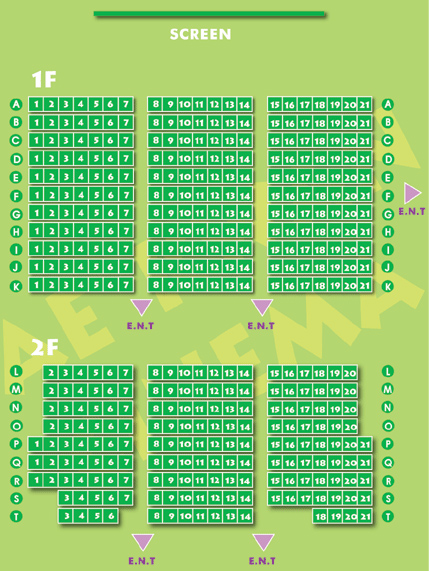 SCREEN
1F
A 1 2 3 4 5 6 7 8 9 10 11 12 13 14 15 16 17 18 19 20 21 A
B 1 2 3 4 5 6 7 8 9 10 11 12 13 14 15 16 17 18 19 20 21 B
C 1 2 3 4 5 6 7 8 9 10 11 12 13 14 15 16 17 18 19 20 21 C
D 1 2 3 4 5 6 7 8 9 10 11 12 13 14 15 16 17 18 19 20 21 D
E 1 2 3 4 5 6 7 8 9 10 11 12 13 14 15 16 17 18 19 20 21 E
F 1 2 3 4 5 6 7 8 9 10 11 12 13 14 15 16 17 18 19 20 21 F
G 1 2 3 4 5 6 7 8 9 10 11 12 13 14 15 16 17 18 19 20 21 G E.N.T
H 1 2 3 4 5 6 7 8 9 10 11 12 13 14 15 16 17 18 19 20 21 H
I 1 2 3 4 5 6 7 8 9 10 11 12 13 14 15 16 17 18 19 20 21 I
J 1 2 3 4 5 6 7 8 9 10 11 12 13 14 15 16 17 18 19 20 21 J
K 1 2 3 4 5 6 7 8 9 10 11 12 13 14 15 16 17 18 19 20 21 K
E.N.T E.N.T
2F
L 2 3 4 5 6 7 8 9 10 11 12 13 14 15 16 17 18 19 20 L
M 2 3 4 5 6 7 8 9 10 11 12 13 14 15 16 17 18 19 20 M
N 2 3 4 5 6 7 8 9 10 11 12 13 14 15 16 17 18 19 20 N
O 2 3 4 5 6 7 8 9 10 11 12 13 14 15 16 17 18 19 20 O
P 1 2 3 4 5 6 7 8 9 10 11 12 13 14 15 16 17 18 19 20 21 P
Q 1 2 3 4 5 6 7 8 9 10 11 12 13 14 15 16 17 18 19 20 21 Q
R 1 2 3 4 5 6 7 8 9 10 11 12 13 14 15 16 17 18 19 20 21 R
S 3 4 5 6 7 8 9 10 11 12 13 14 15 16 17 18 19 20 21 S
T 3 4 5 6 8 9 10 11 12 13 14 18 19 20 21 T
E.N.T E.N.T